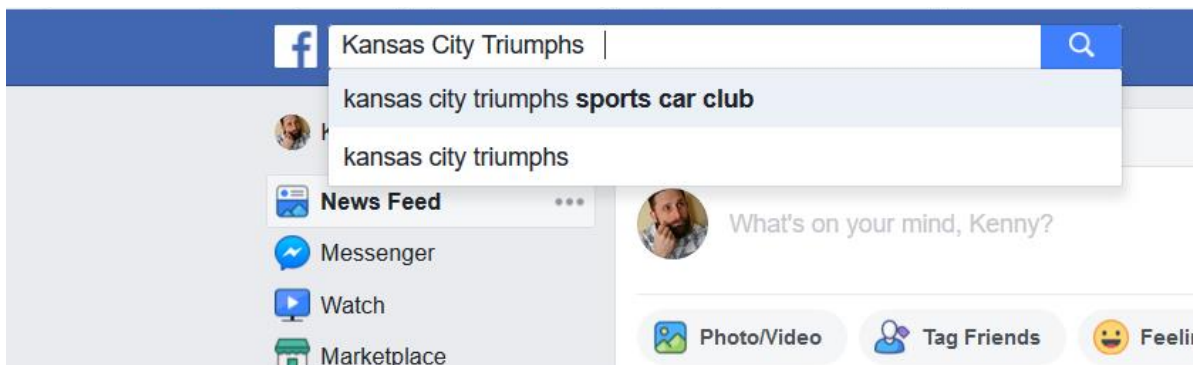 f Kansas City Triumphs
kansas city triumphs sports car club
K
kansas city triumphs
News Feed
What's on your mind, Kenny?
Messenger
Watch
Photo/Video Tag Friends Feeli
Marketplace